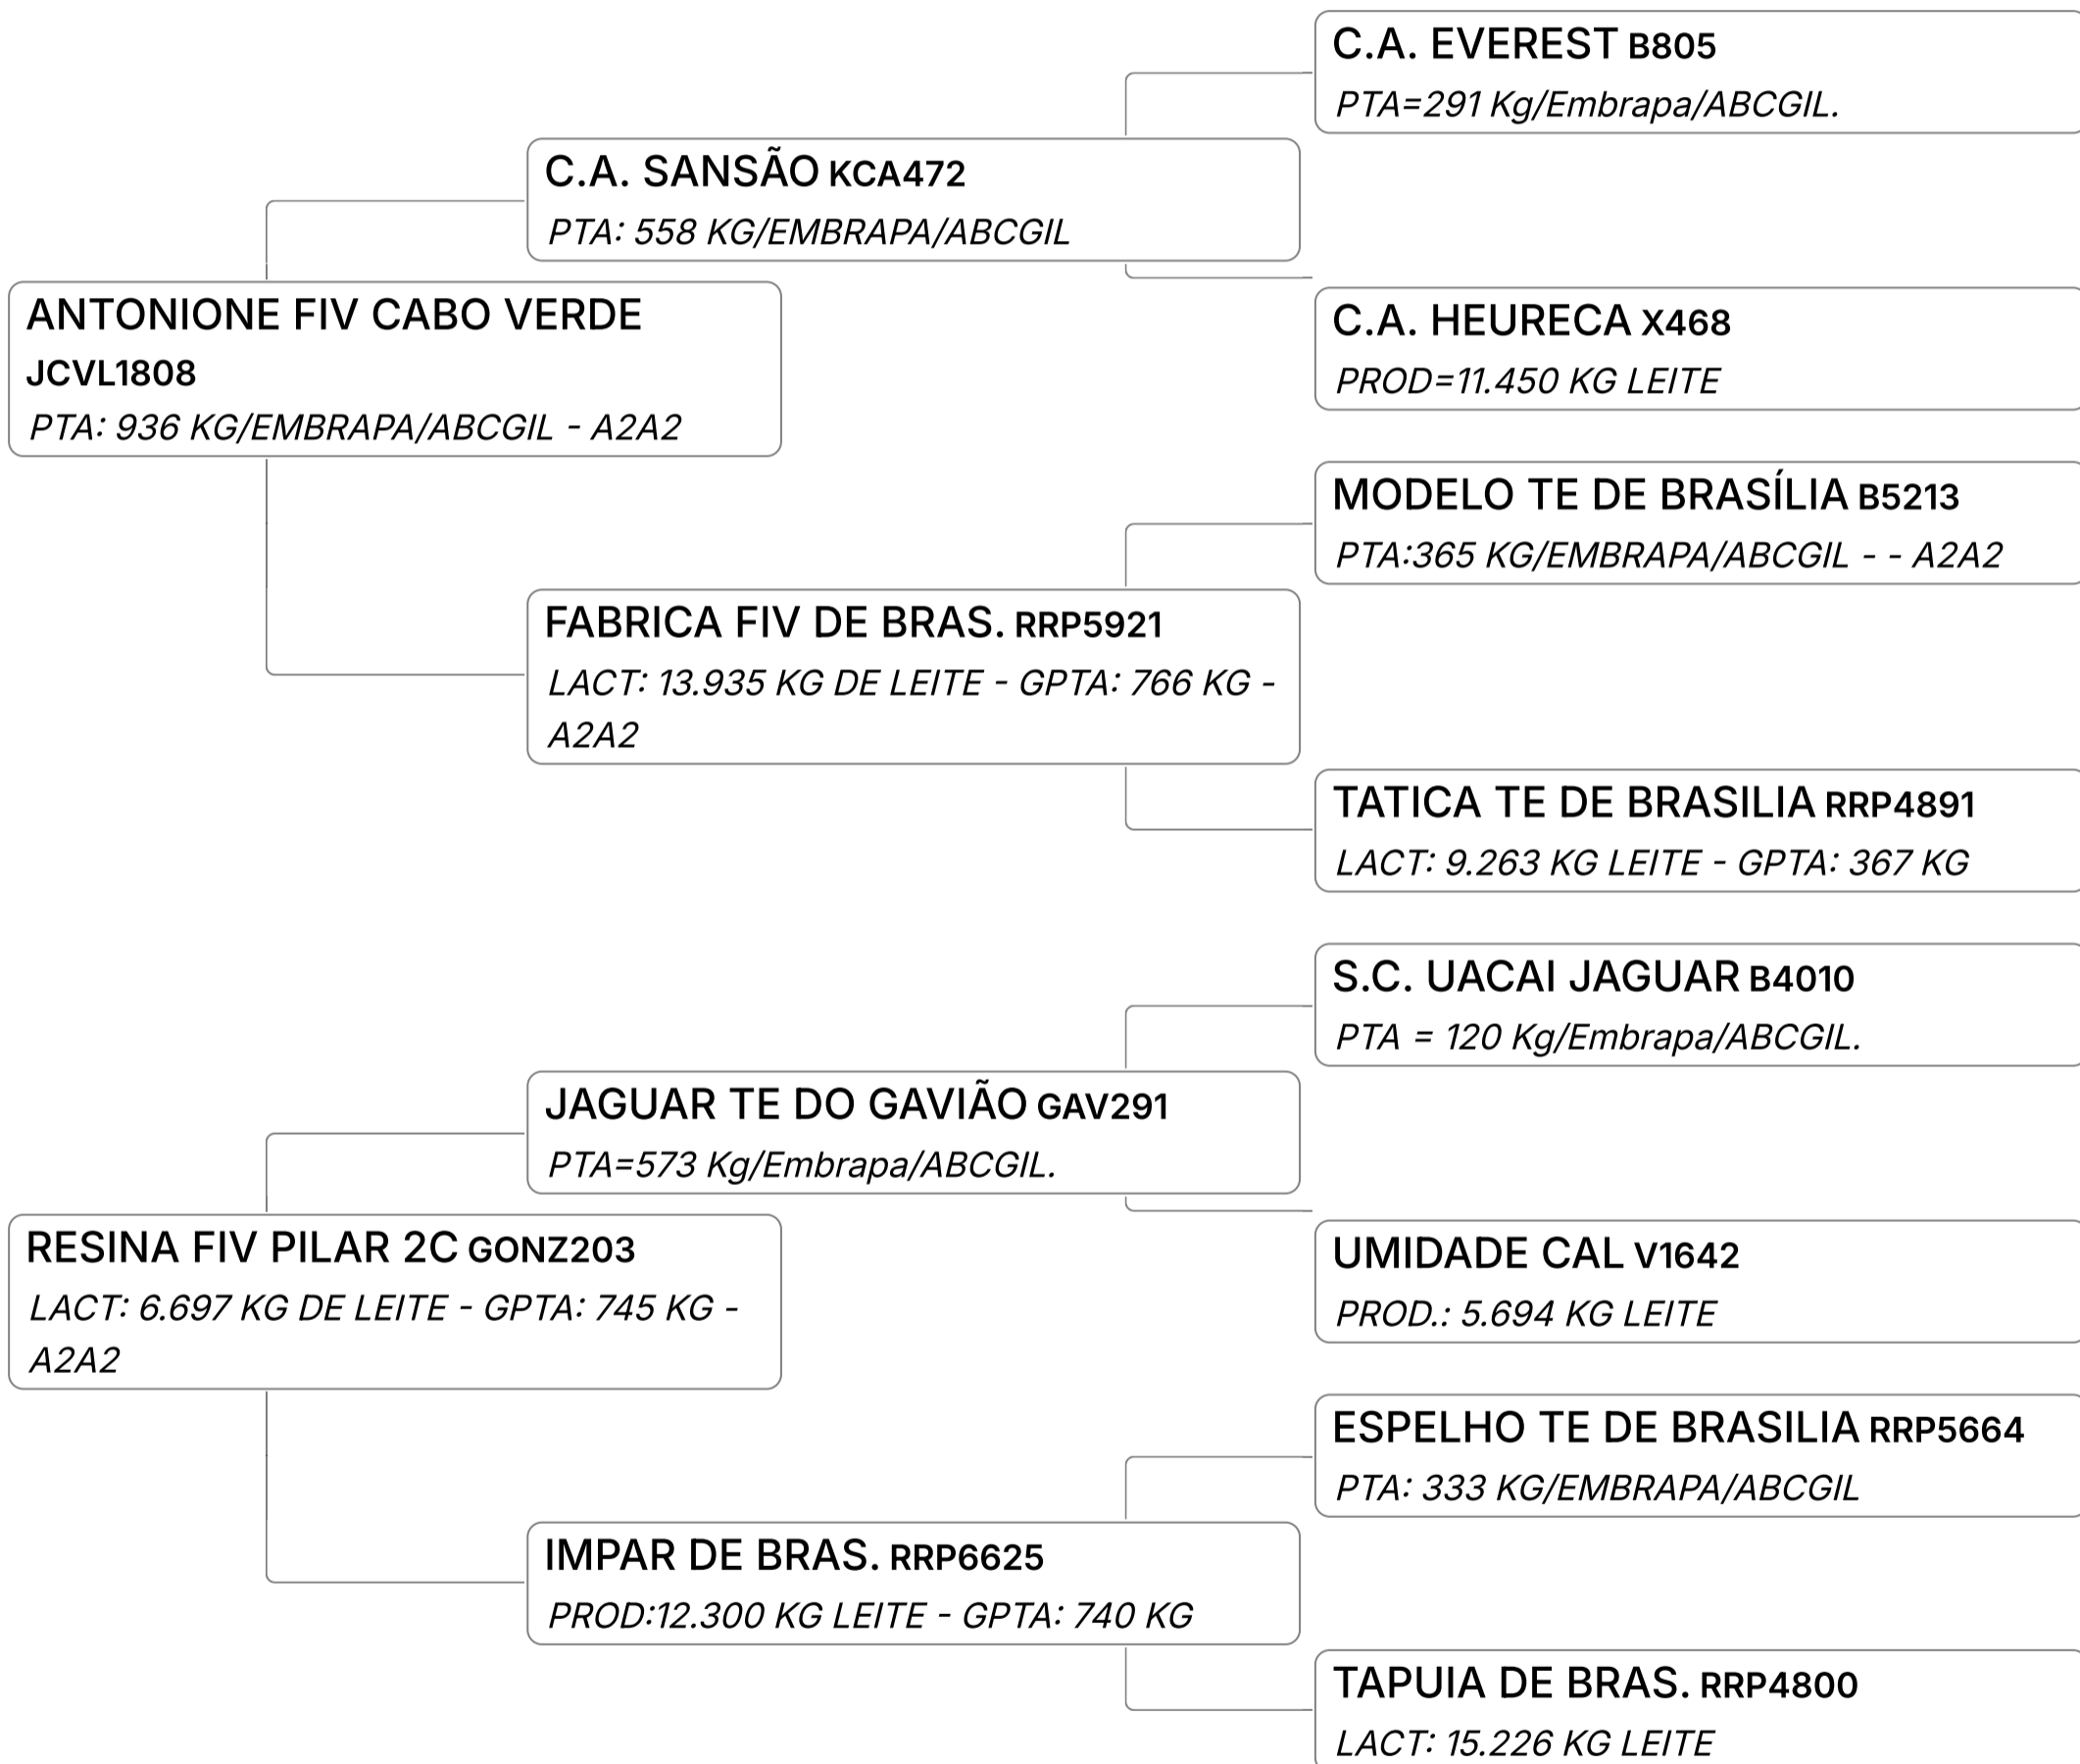 C.A. EVEREST B805
PTA=291 Kg/Embrapa/ABCGIL.
C.A. SANSÃO KCA472
PTA: 558 KG/EMBRAPA/ABCGIL
C.A. HEURECA X468
PROD=11.450 KG LEITE
ANTONIONE FIV CABO VERDE
JCVL1808
PTA: 936 KG/EMBRAPA/ABCGIL - A2A2
MODELO TE DE BRASÍLIA B5213
PTA:365 KG/EMBRAPA/ABCGIL - - A2A2
FABRICA FIV DE BRAS. RRP5921
LACT: 13.935 KG DE LEITE - GPTA: 766 KG -
A2A2
TATICA TE DE BRASILIA RRP4891
LACT: 9.263 KG LEITE - GPTA: 367 KG
S.C. UACAI JAGUAR B4010
PTA = 120 Kg/Embrapa/ABCGIL.
JAGUAR TE DO GAVIÃO GAV291
PTA=573 Kg/Embrapa/ABCGIL.
UMIDADE CAL V1642
PROD.: 5.694 KG LEITE
RESINA FIV PILAR 2C GONZ203
LACT: 6.697 KG DE LEITE - GPTA: 745 KG -
A2A2
ESPELHO TE DE BRASILIA RRP5664
PTA: 333 KG/EMBRAPA/ABCGIL
IMPAR DE BRAS. RRP6625
PROD:12.300 KG LEITE - GPTA: 740 KG
TAPUIA DE BRAS. RRP4800
LACT: 15.226 KG LEITE